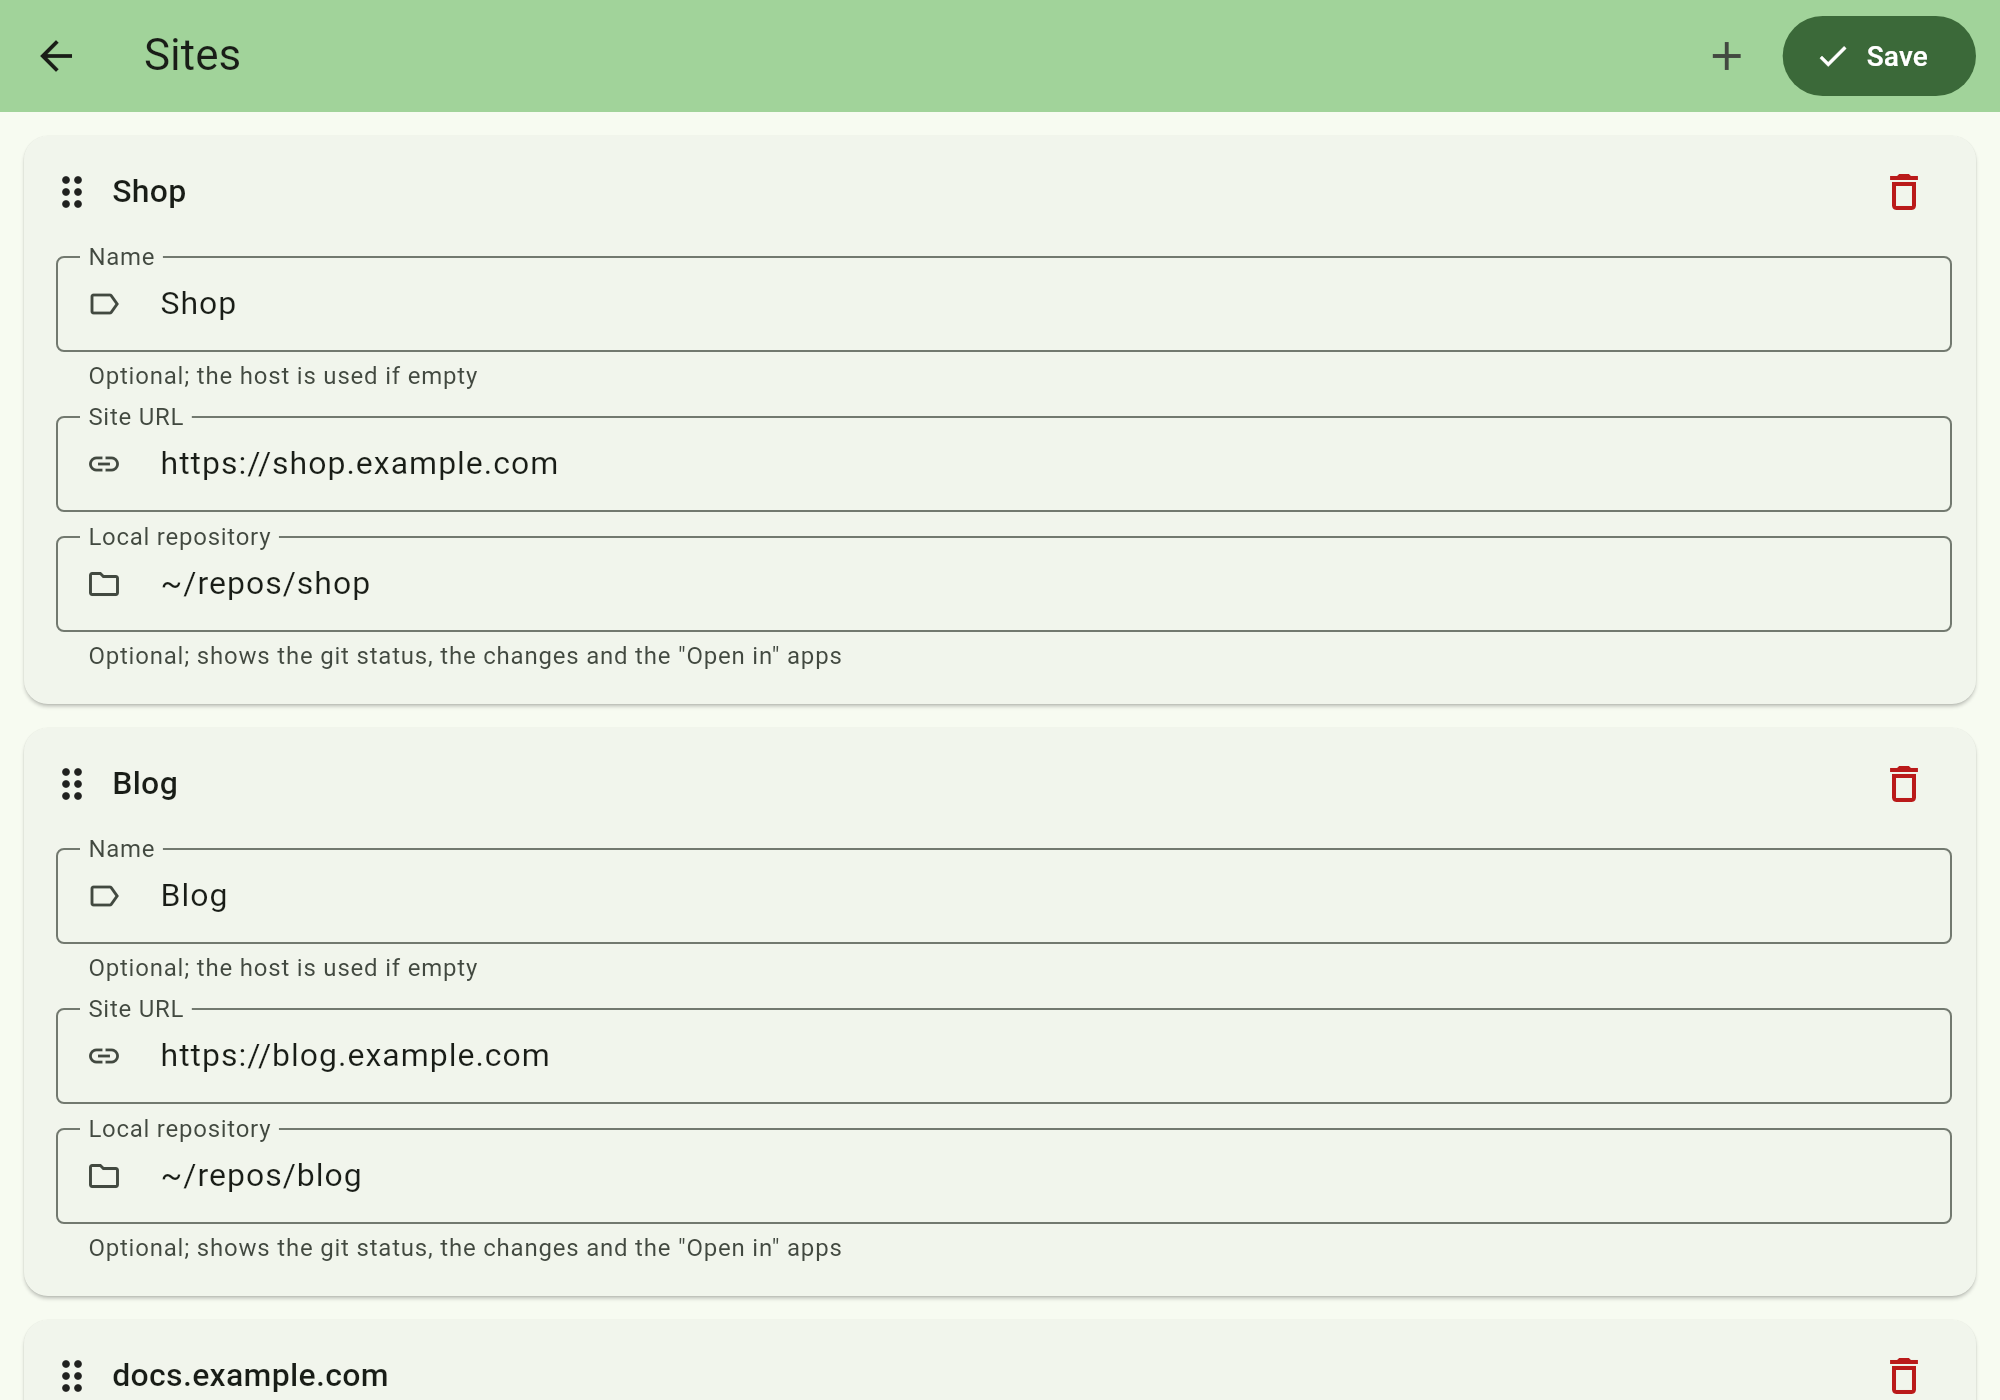 Sites
Save
Shop
Name
Shop
Optional; the host is used if empty
Site URL
https://shop.example.com
Local repository
~/repos/shop
Optional; shows the git status, the changes and the "Open in" apps
Blog
Name
Blog
Optional; the host is used if empty
Site URL
https://blog.example.com
Local repository
~/repos/blog
Optional; shows the git status, the changes and the "Open in" apps
docs.example.com